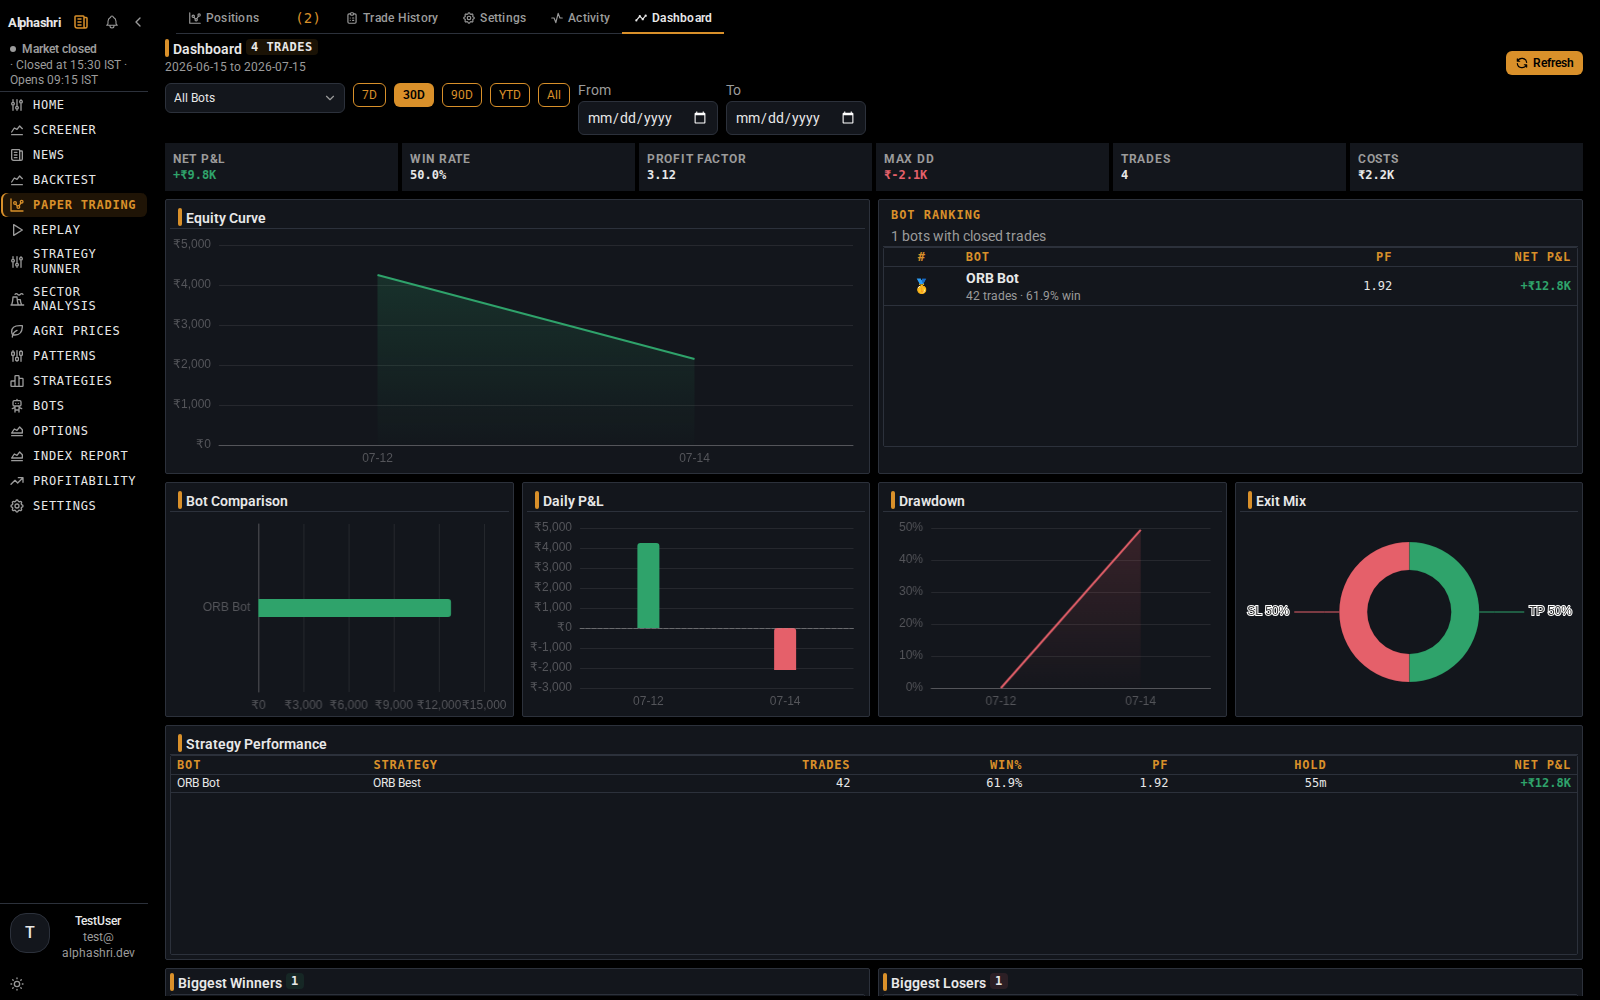 Alphashri
Market closed
· Closed at 15:30 IST ·
Opens 09:15 IST
HOME
SCREENER
NEWS
BACKTEST
PAPER TRADING
REPLAY
STRATEGY
RUNNER
SECTOR
ANALYSIS
AGRI PRICES
PATTERNS
STRATEGIES
BOTS
OPTIONS
INDEX REPORT
PROFITABILITY
SETTINGS
T
TestUser
test@
alphashri.dev
Positions (2) Trade History Settings Activity Dashboard
Dashboard 4 TRADES
2026-06-15 to 2026-07-15
Refresh
All Bots 7D 30D 90D YTD All
From To
mm/dd/yyyy mm/dd/yyyy
NET P&L WIN RATE PROFIT FACTOR MAX DD TRADES COSTS
+₹9.8K 50.0% 3.12 ₹-2.1K 4 ₹2.2K
Equity Curve
₹5,000
₹4,000
₹3,000
₹2,000
₹1,000
₹0
07-12 07-14
BOT RANKING
1 bots with closed trades
# BOT PF NET P&L
ORB Bot 1.92 +₹12.8K
42 trades · 61.9% win
Bot Comparison
ORB Bot
₹0 ₹3,000 ₹6,000 ₹9,000 ₹12,000 ₹15,000
Daily P&L
₹5,000
₹4,000
₹3,000
₹2,000
₹1,000
₹0
₹-1,000
₹-2,000
₹-3,000
07-12 07-14
Drawdown
50%
40%
30%
20%
10%
0%
07-12 07-14
Exit Mix
SL 50% TP 50%
Strategy Performance
BOT STRATEGY TRADES WIN% PF HOLD NET P&L
ORB Bot ORB Best 42 61.9% 1.92 55m +₹12.8K
Biggest Winners 1
Biggest Losers 1